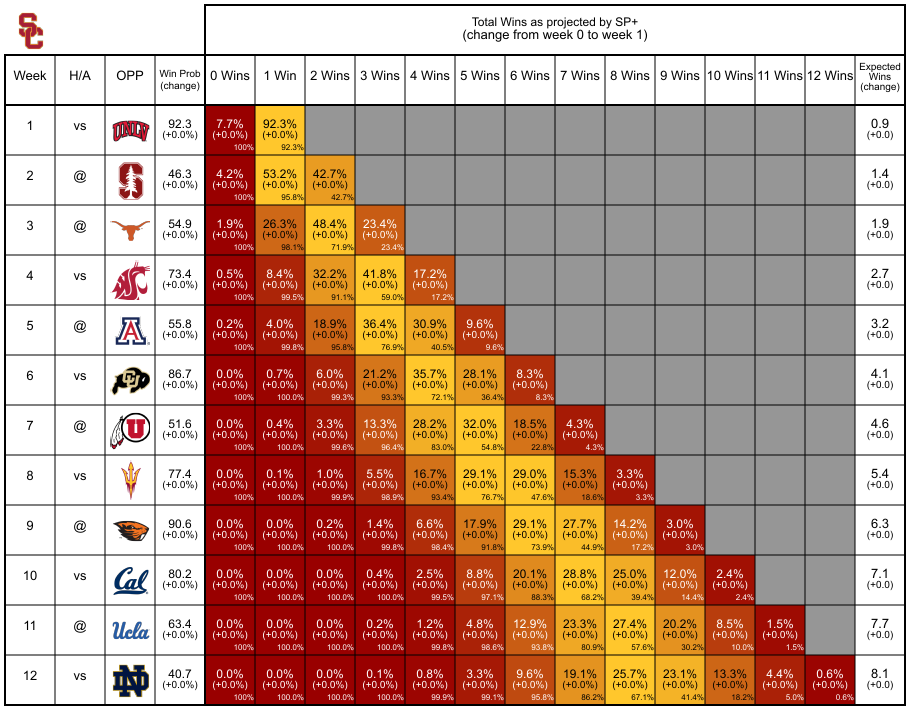 SC
Total Wins as projected by SP+
(change from week 0 to week 1)
Week H/A OPP Win Prob (change) 0 Wins 1 Win 2 Wins 3 Wins 4 Wins 5 Wins 6 Wins 7 Wins 8 Wins 9 Wins 10 Wins 11 Wins 12 Wins Expected Wins (change)
1 vs UNLV 92.3 7.7% 92.3% 0.9
(+0.0%) (+0.0%) (+0.0%) (+0.0)
100% 92.3%
2 @ S 46.3 4.2% 53.2% 42.7% 1.4
(+0.0%) (+0.0%) (+0.0%) (+0.0%) (+0.0)
100% 95.8% 42.7%
3 @ 54.9 1.9% 26.3% 48.4% 23.4% 1.9
(+0.0%) (+0.0%) (+0.0%) (+0.0%) (+0.0%) (+0.0)
100% 98.1% 71.9% 23.4%
4 vs 73.4 0.5% 8.4% 32.2% 41.8% 17.2% 2.7
(+0.0%) (+0.0%) (+0.0%) (+0.0%) (+0.0%) (+0.0%) (+0.0)
100% 99.5% 91.1% 59.0% 17.2%
5 @ A 55.8 0.2% 4.0% 18.9% 36.4% 30.9% 9.6% 3.2
(+0.0%) (+0.0%) (+0.0%) (+0.0%) (+0.0%) (+0.0%) (+0.0%) (+0.0)
100% 99.8% 95.8% 76.9% 40.5% 9.6%
6 vs CU 86.7 0.0% 0.7% 6.0% 21.2% 35.7% 28.1% 8.3% 4.1
(+0.0%) (+0.0%) (+0.0%) (+0.0%) (+0.0%) (+0.0%) (+0.0%) (+0.0%) (+0.0)
100% 100.0% 99.3% 93.3% 72.1% 36.4% 8.3%
7 @ U 51.6 0.0% 0.4% 3.3% 13.3% 28.2% 32.0% 18.5% 4.3% 4.6
(+0.0%) (+0.0%) (+0.0%) (+0.0%) (+0.0%) (+0.0%) (+0.0%) (+0.0%) (+0.0%) (+0.0)
100% 100.0% 99.6% 96.4% 83.0% 54.8% 22.8% 4.3%
8 vs 77.4 0.0% 0.1% 1.0% 5.5% 16.7% 29.1% 29.0% 15.3% 3.3% 5.4
(+0.0%) (+0.0%) (+0.0%) (+0.0%) (+0.0%) (+0.0%) (+0.0%) (+0.0%) (+0.0%) (+0.0%) (+0.0)
100% 100.0% 99.9% 98.9% 93.4% 76.7% 47.6% 18.6% 3.3%
9 @ 90.6 0.0% 0.0% 0.2% 1.4% 6.6% 17.9% 29.1% 27.7% 14.2% 3.0% 6.3
(+0.0%) (+0.0%) (+0.0%) (+0.0%) (+0.0%) (+0.0%) (+0.0%) (+0.0%) (+0.0%) (+0.0%) (+0.0%) (+0.0)
100% 100.0% 100.0% 99.8% 98.4% 91.8% 73.9% 44.9% 17.2% 3.0%
10 vs Cal 80.2 0.0% 0.0% 0.0% 0.4% 2.5% 8.8% 20.1% 28.8% 25.0% 12.0% 2.4% 7.1
(+0.0%) (+0.0%) (+0.0%) (+0.0%) (+0.0%) (+0.0%) (+0.0%) (+0.0%) (+0.0%) (+0.0%) (+0.0%) (+0.0%) (+0.0)
100% 100.0% 100.0% 100.0% 99.5% 97.1% 88.3% 68.2% 39.4% 14.4% 2.4%
11 @ Ucla 63.4 0.0% 0.0% 0.0% 0.2% 1.2% 4.8% 12.9% 23.3% 27.4% 20.2% 8.5% 1.5% 7.7
(+0.0%) (+0.0%) (+0.0%) (+0.0%) (+0.0%) (+0.0%) (+0.0%) (+0.0%) (+0.0%) (+0.0%) (+0.0%) (+0.0%) (+0.0%) (+0.0)
100% 100.0% 100.0% 100.0% 99.8% 98.6% 93.8% 80.9% 57.6% 30.2% 10.0% 1.5%
12 vs ND 40.7 0.0% 0.0% 0.0% 0.1% 0.8% 3.3% 9.6% 19.1% 25.7% 23.1% 13.3% 4.4% 0.6% 8.1
(+0.0%) (+0.0%) (+0.0%) (+0.0%) (+0.0%) (+0.0%) (+0.0%) (+0.0%) (+0.0%) (+0.0%) (+0.0%) (+0.0%) (+0.0%) (+0.0%) (+0.0)
100% 100.0% 100.0% 100.0% 99.9% 99.1% 95.8% 86.2% 67.1% 41.4% 18.2% 5.0% 0.6%